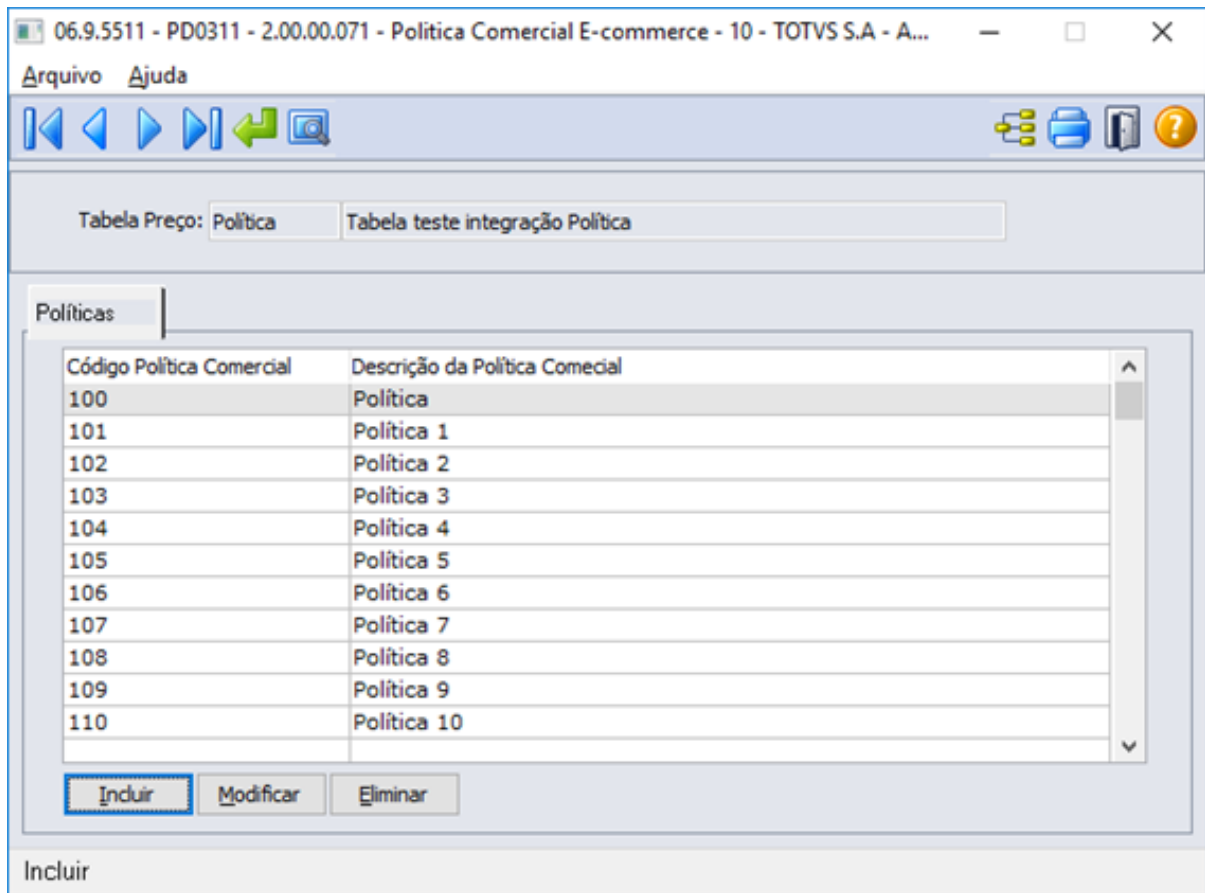 06.9.5511 - PD0311 - 2.00.00.071 - Politica Comercial E-commerce - 10 - TOTVS S.A - A...
Arquivo Ajuda
Tabela Preço: Política Tabela teste integração Política
Políticas
Código Política Comercial Descrição da Política Comecial
100 Política
101 Política 1
102 Política 2
103 Política 3
104 Política 4
105 Política 5
106 Política 6
107 Política 7
108 Política 8
109 Política 9
110 Política 10
Incluir Modificar Eliminar
Incluir